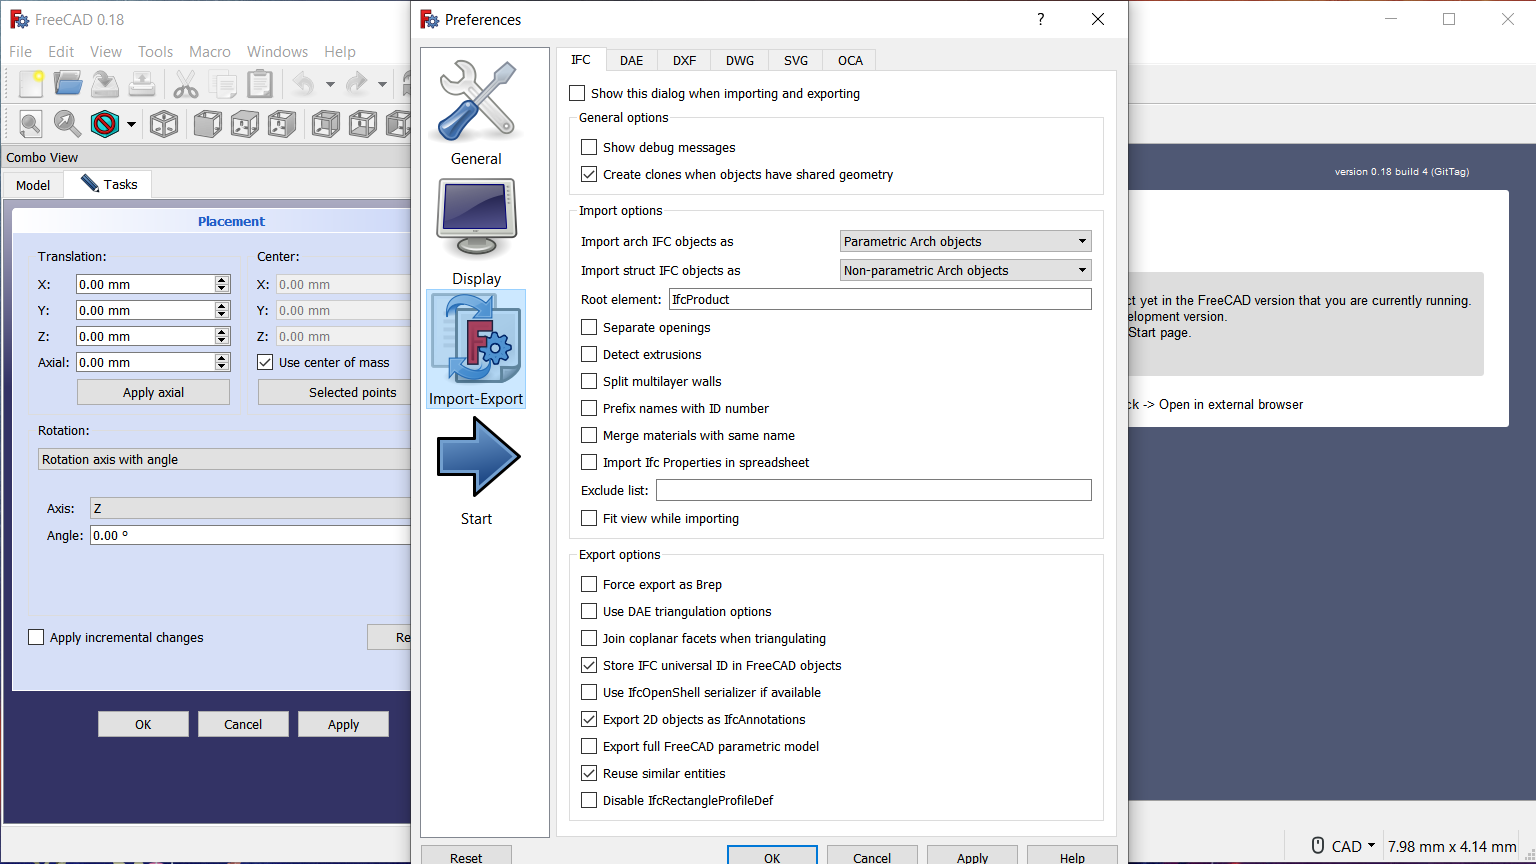 FreeCAD 0.18
File Edit View Tools Macro Windows Help
Combo View
Model Tasks
Placement
Translation:
X: 0.00 mm
Y: 0.00 mm
Z: 0.00 mm
Axial: 0.00 mm
Apply axial
Center:
X: 0.00 mm
Y: 0.00 mm
Z: 0.00 mm
Use center of mass
Selected points
Rotation:
Rotation axis with angle
Axis: Z
Angle: 0.00 °
Apply incremental changes
Re
OK Cancel Apply
Preferences ?
General
Display
Import-Export
Start
IFC DAE DXF DWG SVG OCA
Show this dialog when importing and exporting
General options
Show debug messages
Create clones when objects have shared geometry
Import options
Import arch IFC objects as Parametric Arch objects
Import struct IFC objects as Non-parametric Arch objects
Root element: IfcProduct
Separate openings
Detect extrusions
Split multilayer walls
Prefix names with ID number
Merge materials with same name
Import Ifc Properties in spreadsheet
Exclude list:
Fit view while importing
Export options
Force export as Brep
Use DAE triangulation options
Join coplanar facets when triangulating
Store IFC universal ID in FreeCAD objects
Use IfcOpenShell serializer if available
Export 2D objects as IfcAnnotations
Export full FreeCAD parametric model
Reuse similar entities
Disable IfcRectangleProfileDef
Reset OK Cancel Apply Help
version 0.18 build 4 (GitTag)
ct yet in the FreeCAD version that you are currently running.
elopment version.
Start page.
ck -> Open in external browser
CAD 7.98 mm x 4.14 mm